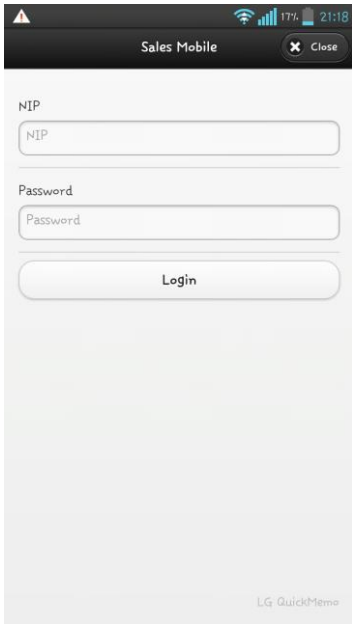 17% 21:18
Sales Mobile
Close
NIP
NIP
Password
Password
Login
LG QuickMemo